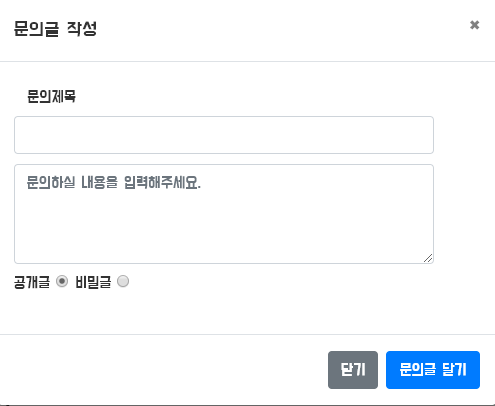 문의글 작성 ×
문의제목
문의하실 내용을 입력해주세요.
공개글 비밀글
닫기 문의글 달기